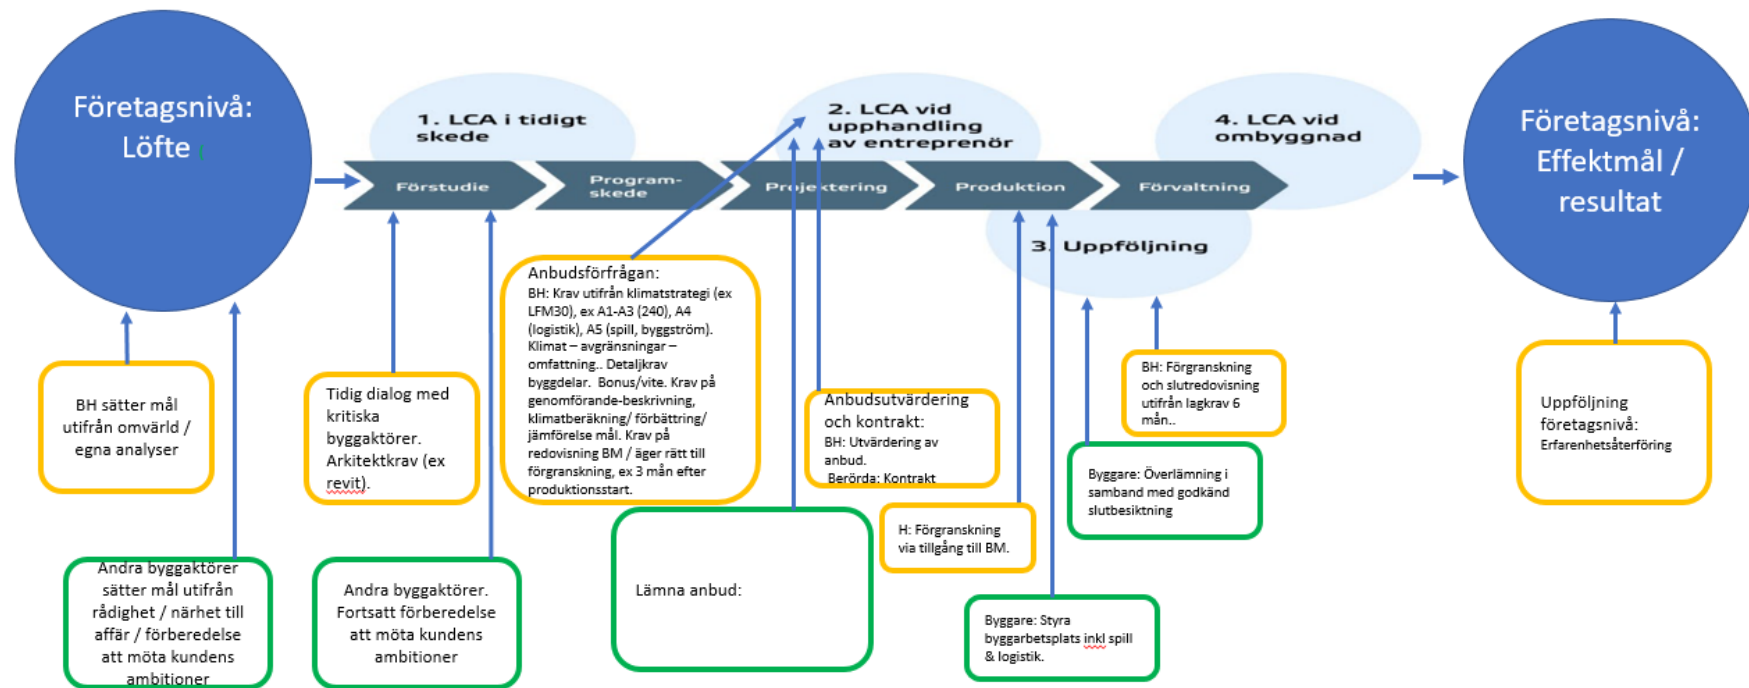 Företagsnivå:
Löfte
1. LCA i tidigt
skede
2. LCA vid
upphandling
av entreprenör
4. LCA vid
ombyggnad
Företagsnivå:
Effektmål /
resultat
Förstudie
Program-
skede
Projektering
Produktion
Förvaltning
3. Uppföljning
BH sätter mål
utifrån omvärld /
egna analyser
Tidig dialog med
kritiska
byggaktörer.
Arkitektkrav (ex
revit).
Anbudsförfrågan:
BH: Krav utifrån klimatstrategi (ex
LFM30), ex A1-A3 (240), A4
(logistik), A5 (spill, byggström).
Klimat – avgränsningar –
omfattning.. Detaljkrav
byggdelar. Bonus/vite. Krav på
genomförande-beskrivning,
klimatberäkning/ förbättring/
jämförelse mål. Krav på
redovisning BM / äger rätt till
förgranskning, ex 3 mån efter
produktionsstart.
Anbudsutvärdering
och kontrakt:
BH: Utvärdering av
anbud.
Berörda: Kontrakt
BH: Förgranskning
och slutredovisning
utifrån lagkrav 6
mån..
Uppföljning
företagsnivå:
Erfarenhetsåterföring
Byggare: Överlämning i
samband med godkänd
slutbesiktning
H: Förgranskning
via tillgång till BM.
Andra byggaktörer
sätter mål utifrån
rådighet / närhet till
affär / förberedelse
att möta kundens
ambitioner
Andra byggaktörer.
Fortsatt förberedelse
att möta kundens
ambitioner
Lämna anbud:
Byggare: Styra
byggarbetsplats inkl spill
& logistik.